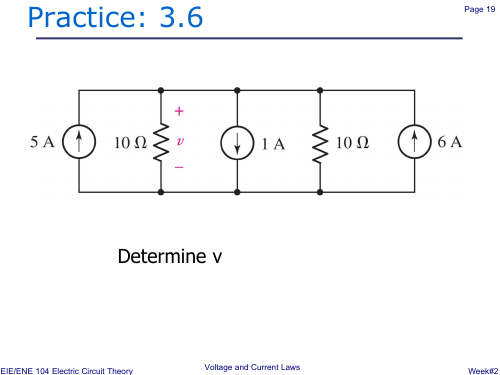 Practice: 3.6
Page 19
5 A
10 Ω
+
v
−
1 A
10 Ω
6 A
Determine v
EIE/ENE 104 Electric Circuit Theory
Voltage and Current Laws
Week#2